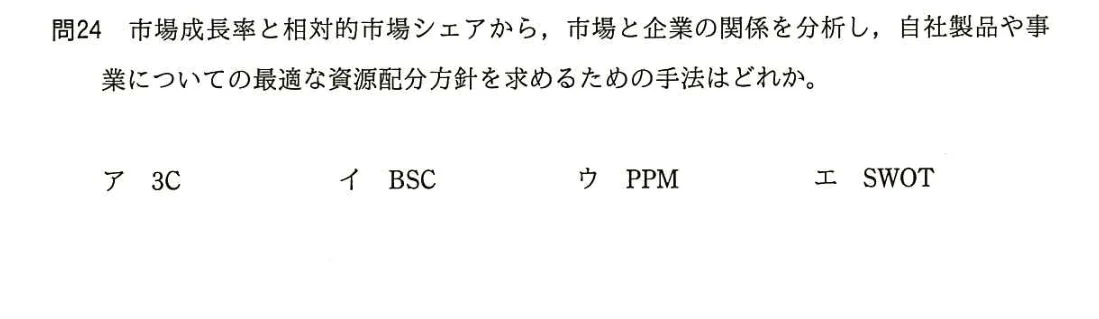 問24 市場成長率と相対的市場シェアから，市場と企業の関係を分析し，自社製品や事
業についての最適な資源配分方針を求めるための手法はどれか。
ア 3C イ BSC ウ PPM エ SWOT